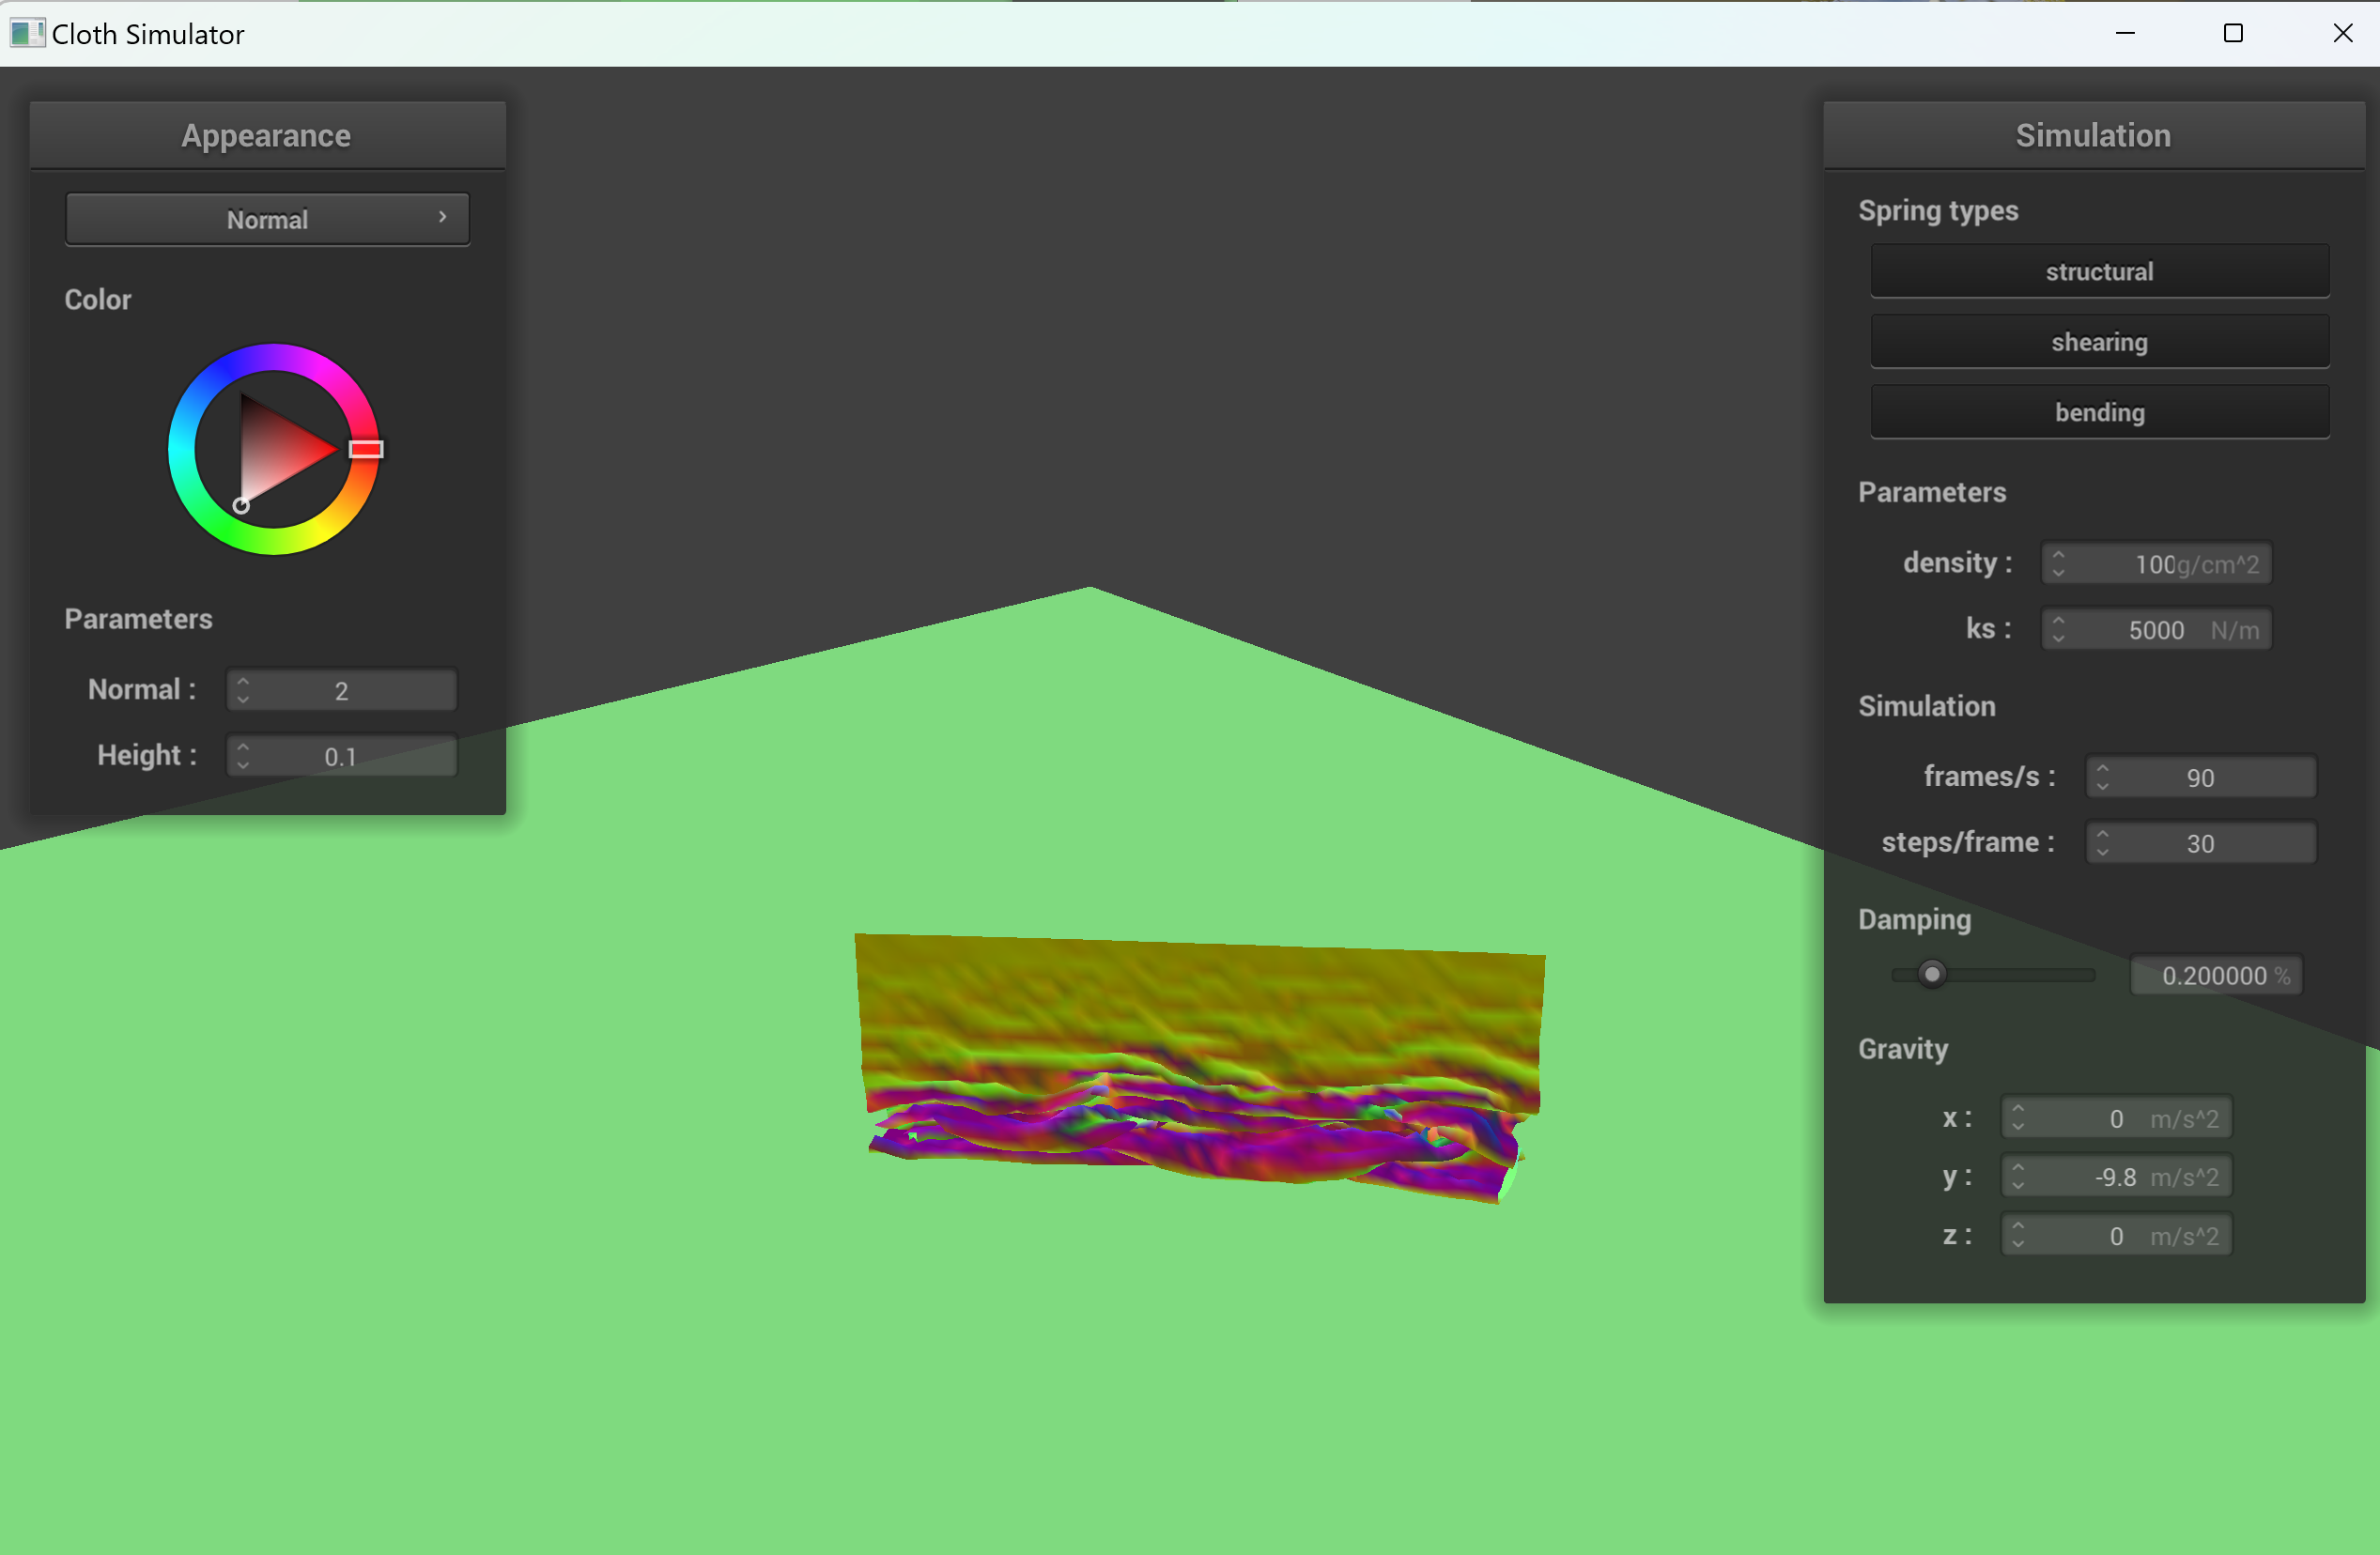 Cloth Simulator
Appearance
Normal
Color
Parameters
Normal : 2
Height : 0.1
Simulation
Spring types
structural
shearing
bending
Parameters
density : 100g/cm^2
ks : 5000 N/m
Simulation
frames/s : 90
steps/frame : 30
Damping
0.200000 %
Gravity
x : 0 m/s^2
y : -9.8 m/s^2
z : 0 m/s^2